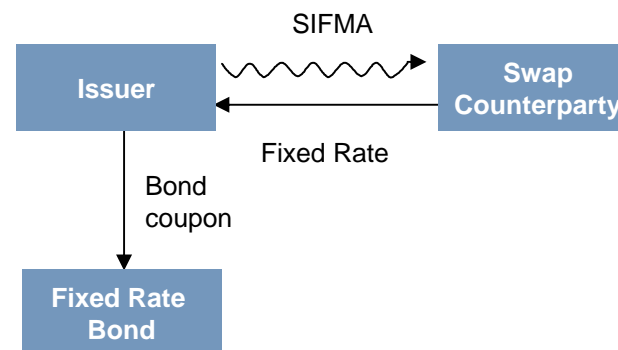 SIFMA
Issuer
Swap
Counterparty
Fixed Rate
Bond
coupon
Fixed Rate
Bond